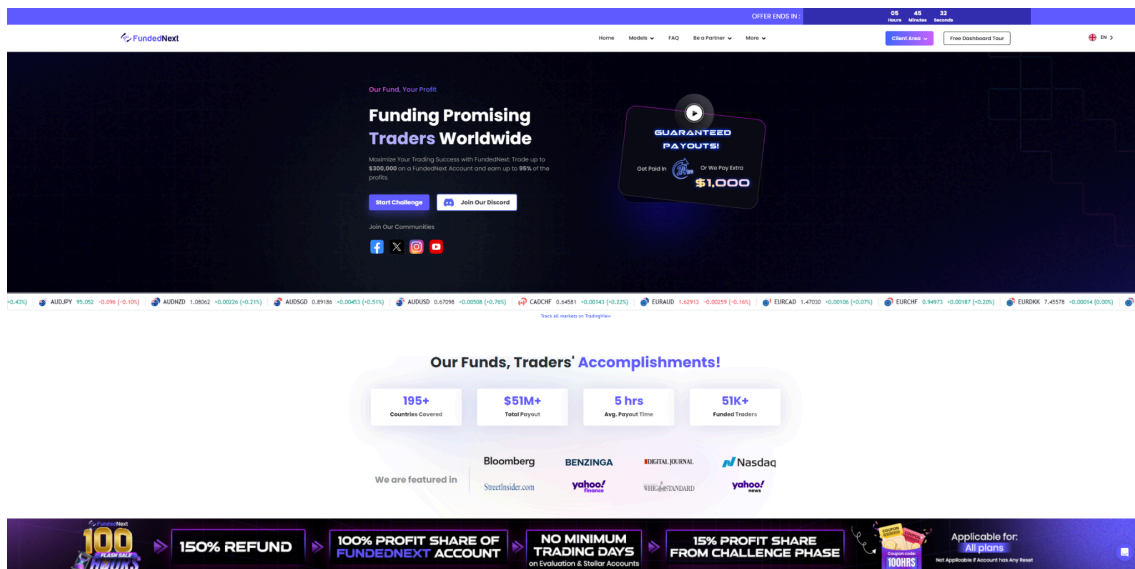 OFFER ENDS IN :
05 45 33
Hours Minutes Seconds
FundedNext
Home Models FAQ Be a Partner More
Client Area
Free Dashboard Tour
EN
Our Fund, Your Profit
Funding Promising
Traders Worldwide
Maximize Your Trading Success with FundedNext: Trade up to
$300,000 on a FundedNext Account and earn up to 95% of the
profits.
Start Challenge
Join Our Discord
Join Our Communities
GUARANTEED
PAYOUTS!
Get Paid In
Or We Pay Extra
$1,000
+0.43%) AUDJPY 95.052 -0.096 (-0.10%) AUDNZD 1.08062 +0.00226 (+0.21%) AUDSGD 0.89186 +0.00453 (+0.51%) AUDUSD 0.67098 +0.00508 (+0.76%) CADCHF 0.64581 +0.00143 (+0.22%) EURAUD 1.62913 -0.00259 (-0.16%) EURCAD 1.47030 +0.00106 (+0.07%) EURCHF 0.94973 +0.00187 (+0.20%) EURDKK 7.45578 +0.00014 (0.00%)
Track all markets on TradingView
Our Funds, Traders' Accomplishments!
195+
Countries Covered
$51M+
Total Payout
5 hrs
Avg. Payout Time
51K+
Funded Traders
We are featured in
Bloomberg
BENZINGA
DIGITAL JOURNAL
Nasdaq
StreetInsider.com
yahoo!
finance
WHIG STANDARD
yahoo!
news
FundedNext
100
FLASH SALE
HOURS
150% REFUND
100% PROFIT SHARE OF
FUNDEDNEXT ACCOUNT
NO MINIMUM
TRADING DAYS
on Evaluation & Stellar Accounts
15% PROFIT SHARE
FROM CHALLENGE PHASE
Coupon code:
100HRS
Applicable for:
All plans
Not Applicable if Account has Any Reset